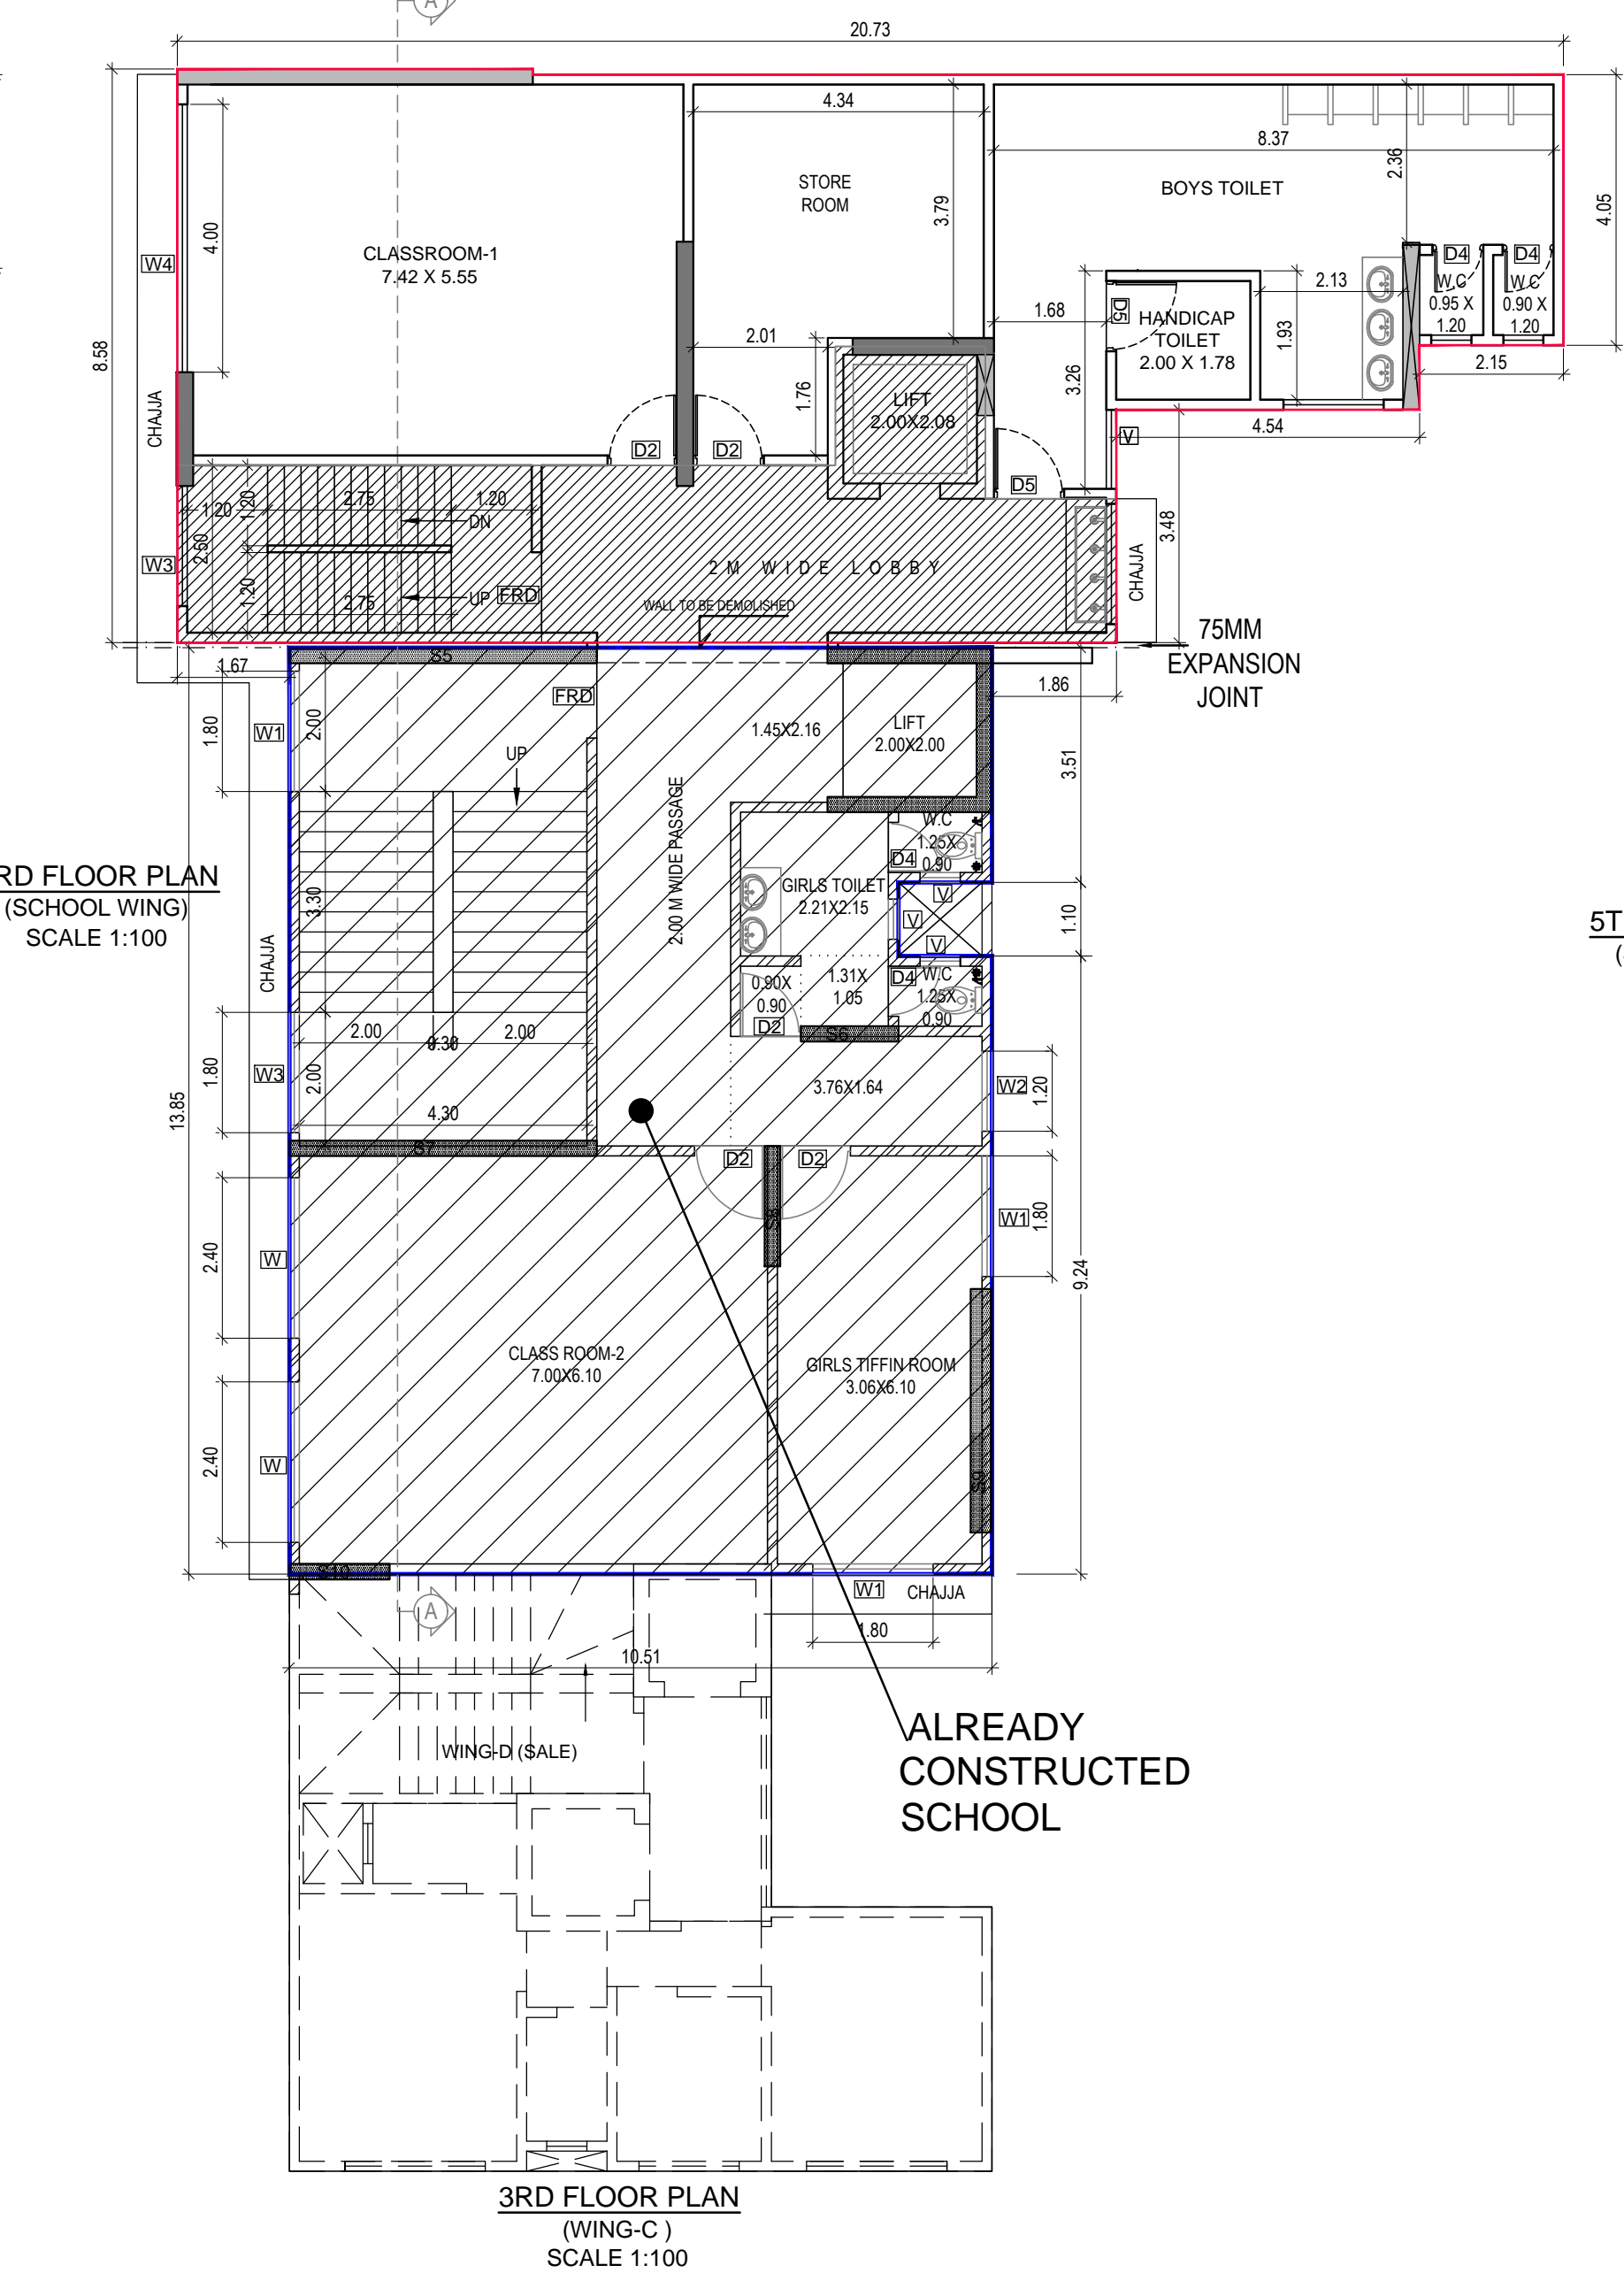 A
20.73
4.34
8.37
2.36
4.05
STORE
ROOM
3.79
BOYS TOILET
4.00
CLASSROOM-1
7.42 X 5.55
W4
D4
D4
W.C
0.95 X
1.20
W.C
0.90 X
1.20
2.13
1.68
D5
HANDICAP
TOILET
2.00 X 1.78
1.93
2.01
8.58
3.26
2.15
CHAJJA
1.76
LIFT
2.00X2.08
4.54
V
D2
D2
D5
1.20
1.20
2.75
1.20
DN
2.50
3.48
W3
2 M WIDE LOBBY
CHAJJA
1.20
2.75
UP
FRD
WALL TO BE DEMOLISHED
75MM
EXPANSION
JOINT
S5
1.67
1.86
FRD
1.80
W1
2.00
UP
1.45X2.16
LIFT
2.00X2.00
3.51
2.00 M WIDE PASSAGE
W.C
1.25X
0.90
D4
RD FLOOR PLAN
(SCHOOL WING)
SCALE 1:100
3.30
GIRLS TOILET
2.21X2.15
V
V
V
1.10
5T
(
CHAJJA
0.90X
0.90
D2
1.31X
1.05
D4
W.C
1.25X
0.90
2.00
0.30
2.00
S6
1.80
W3
2.00
3.76X1.64
W2
1.20
13.85
4.30
S7
D2
D2
S8
W1
1.80
2.40
W
9.24
CLASS ROOM-2
7.00X6.10
GIRLS TIFFIN ROOM
3.06X6.10
2.40
W
S9
S10
A
W1
CHAJJA
1.80
10.51
ALREADY
CONSTRUCTED
SCHOOL
WING-D (SALE)
3RD FLOOR PLAN
(WING-C )
SCALE 1:100